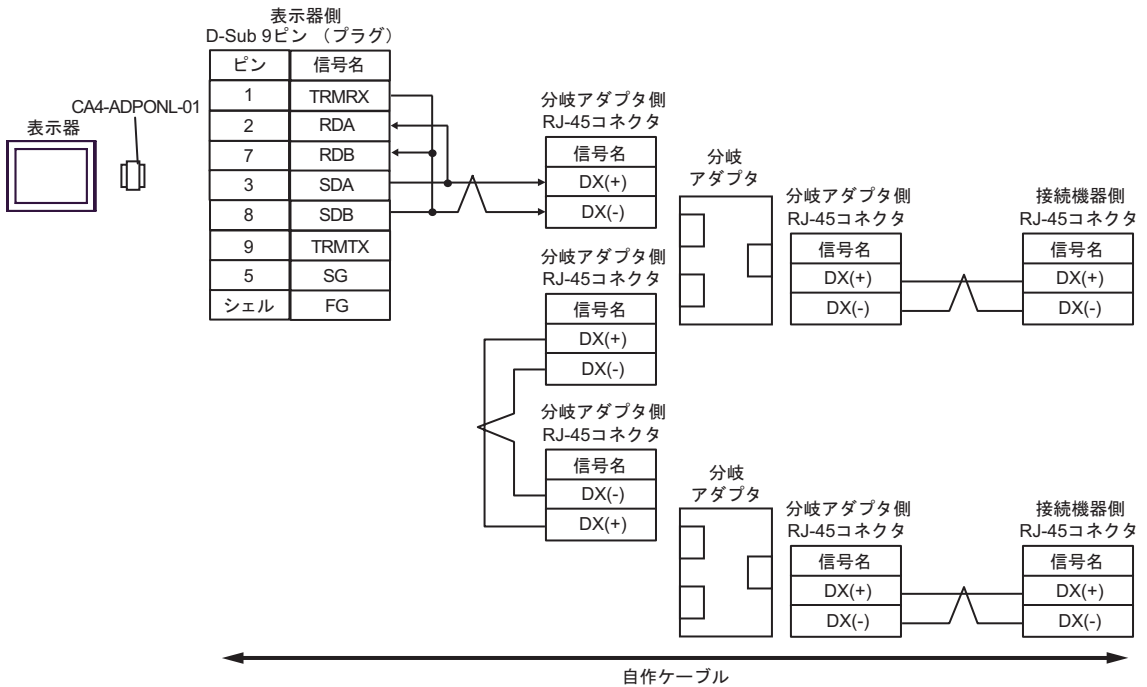 表示器側
D-Sub 9ピン （プラグ）
ピン 信号名
1 TRMRX
2 RDA
7 RDB
3 SDA
8 SDB
9 TRMTX
5 SG
シェル FG
CA4-ADPONL-01
表示器
分岐アダプタ側
RJ-45コネクタ
信号名
DX(+)
DX(-)
分岐
アダプタ
分岐アダプタ側
RJ-45コネクタ
信号名
DX(+)
DX(-)
接続機器側
RJ-45コネクタ
信号名
DX(+)
DX(-)
分岐アダプタ側
RJ-45コネクタ
信号名
DX(+)
DX(-)
分岐アダプタ側
RJ-45コネクタ
信号名
DX(-)
DX(+)
分岐
アダプタ
分岐アダプタ側
RJ-45コネクタ
信号名
DX(+)
DX(-)
接続機器側
RJ-45コネクタ
信号名
DX(+)
DX(-)
自作ケーブル